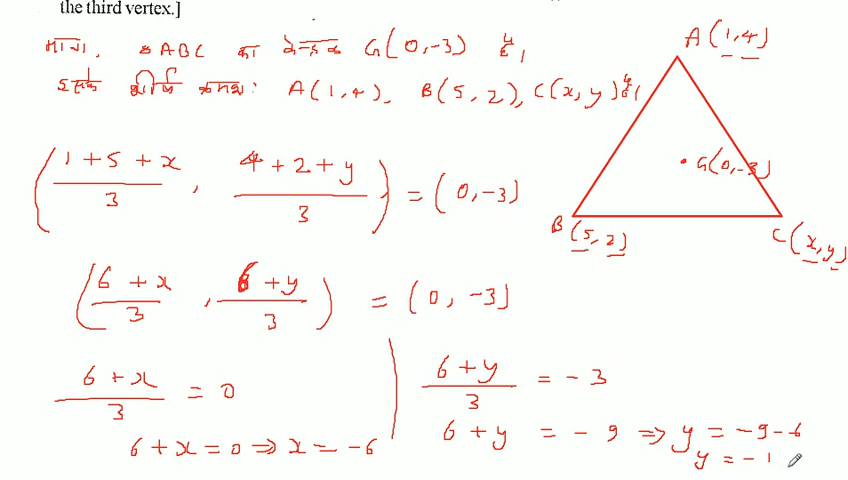 the third vertex.]
माना, ABC का केन्द्रक G(0,-3) है,
इसके शीर्ष क्रमशः A(1,4), B(5,2), C(x,y) है,
A(1,4)
G(0,-3)
B(5,2)
C(x,y)
(1+5+x/3, 4+2+y/3) = (0,-3)
(6+x/3, 6+y/3) = (0,-3)
6+x/3 = 0
6+x=0 ⇒ x=-6
6+y/3 = -3
6+y = -9 ⇒ y = -9-6
y = -1